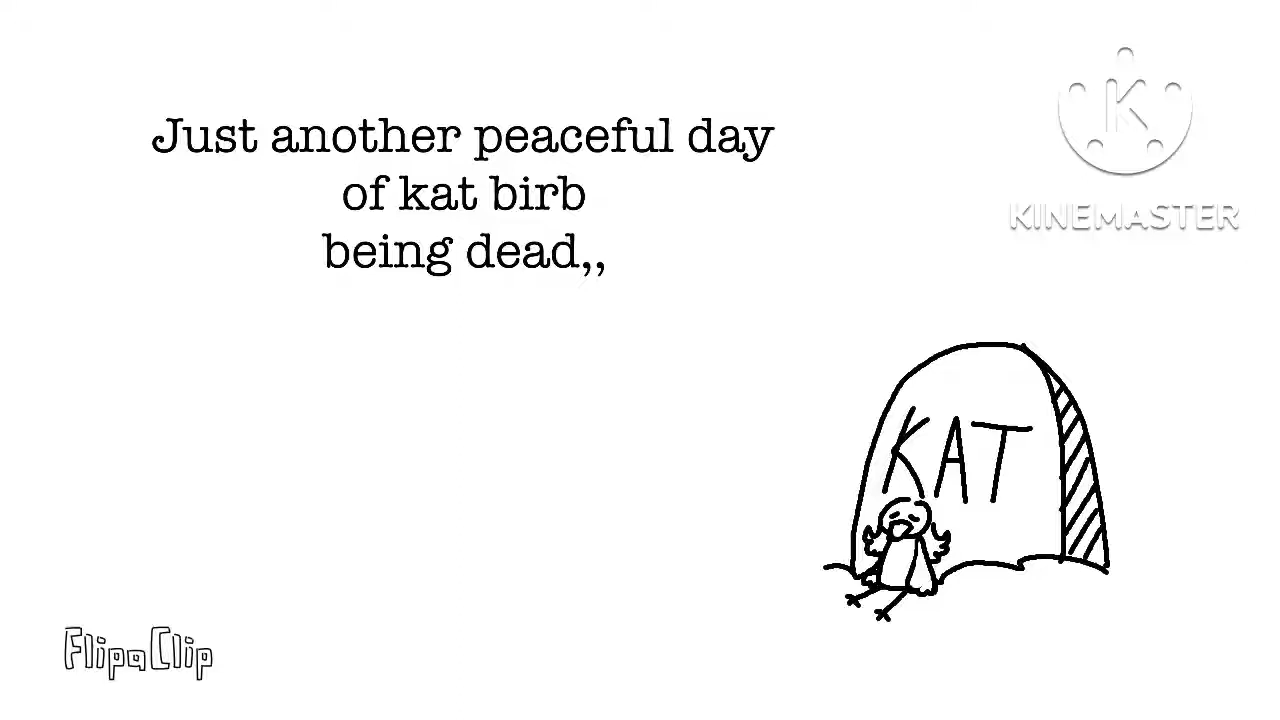 Just another peaceful day
of kat birb
being dead,,
K
KINEMASTER
KAT
FlipaClip